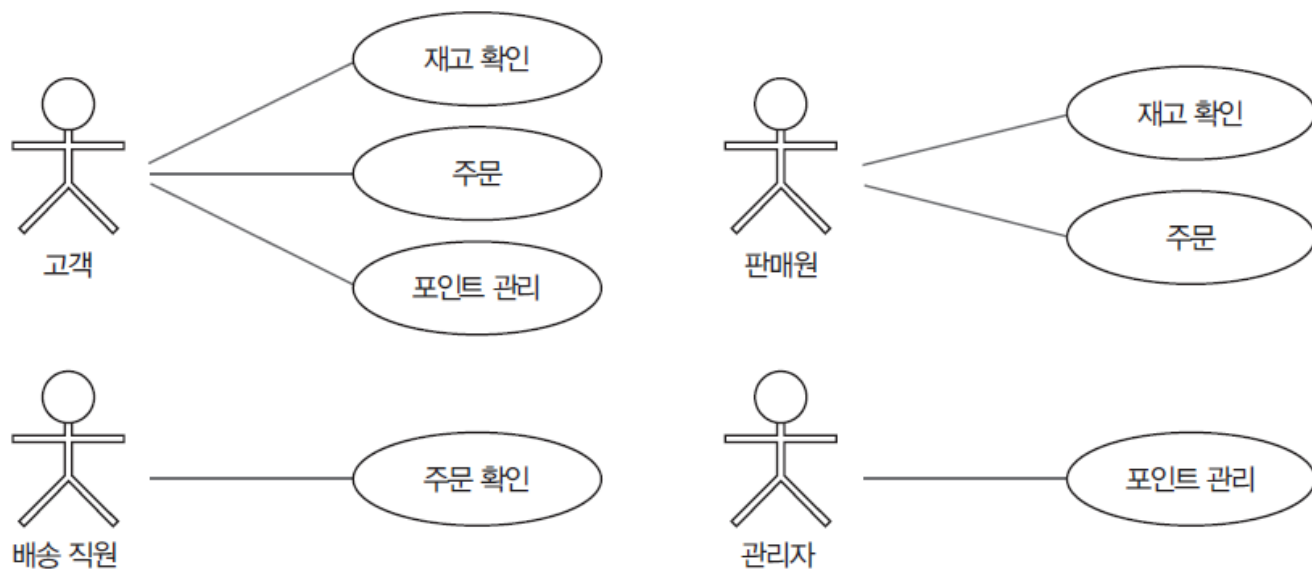 재고 확인
주문
포인트 관리
고객
재고 확인
주문
판매원
주문 확인
배송 직원
포인트 관리
관리자